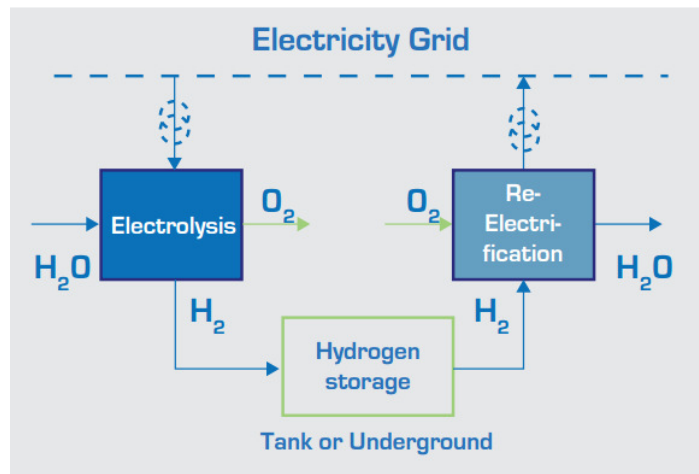 Electricity Grid
Electrolysis
O₂
O₂
Re-
Electri-
fication
H₂O
H₂O
H₂
H₂
Hydrogen
storage
Tank or Underground